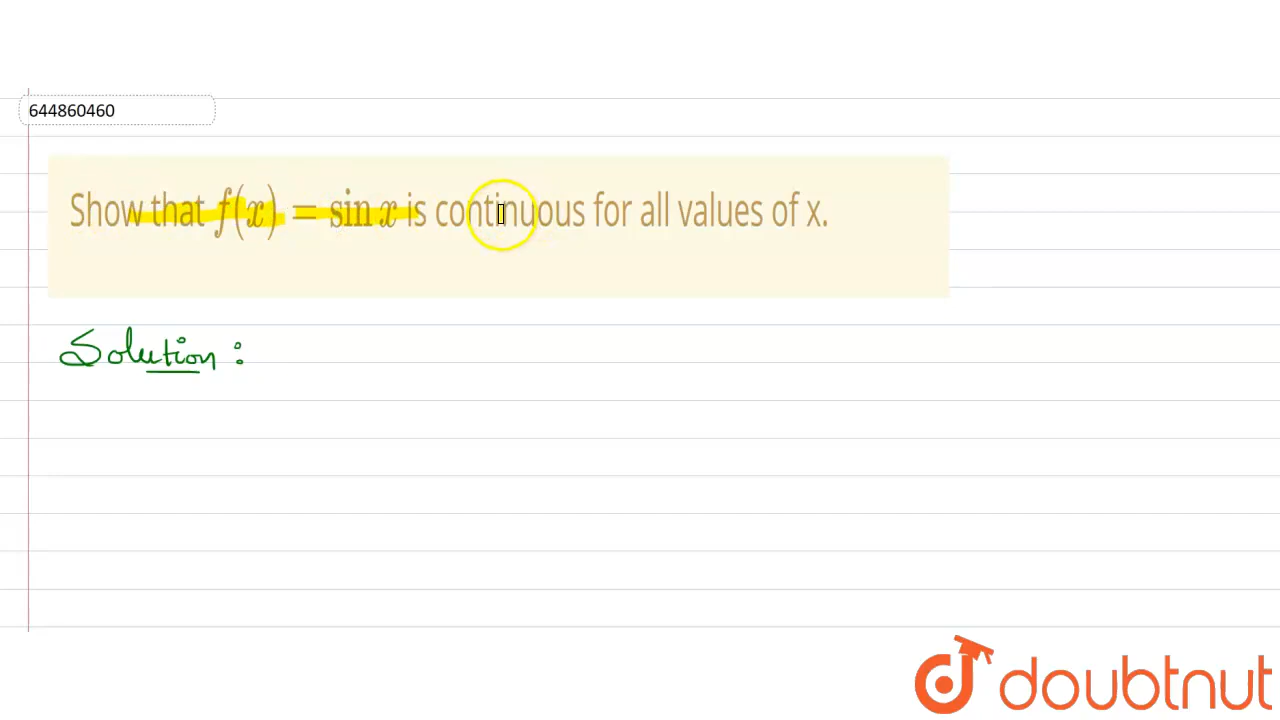 644860460
Show that f(x) = sin x is continuous for all values of x.
Solution :
doubtnut